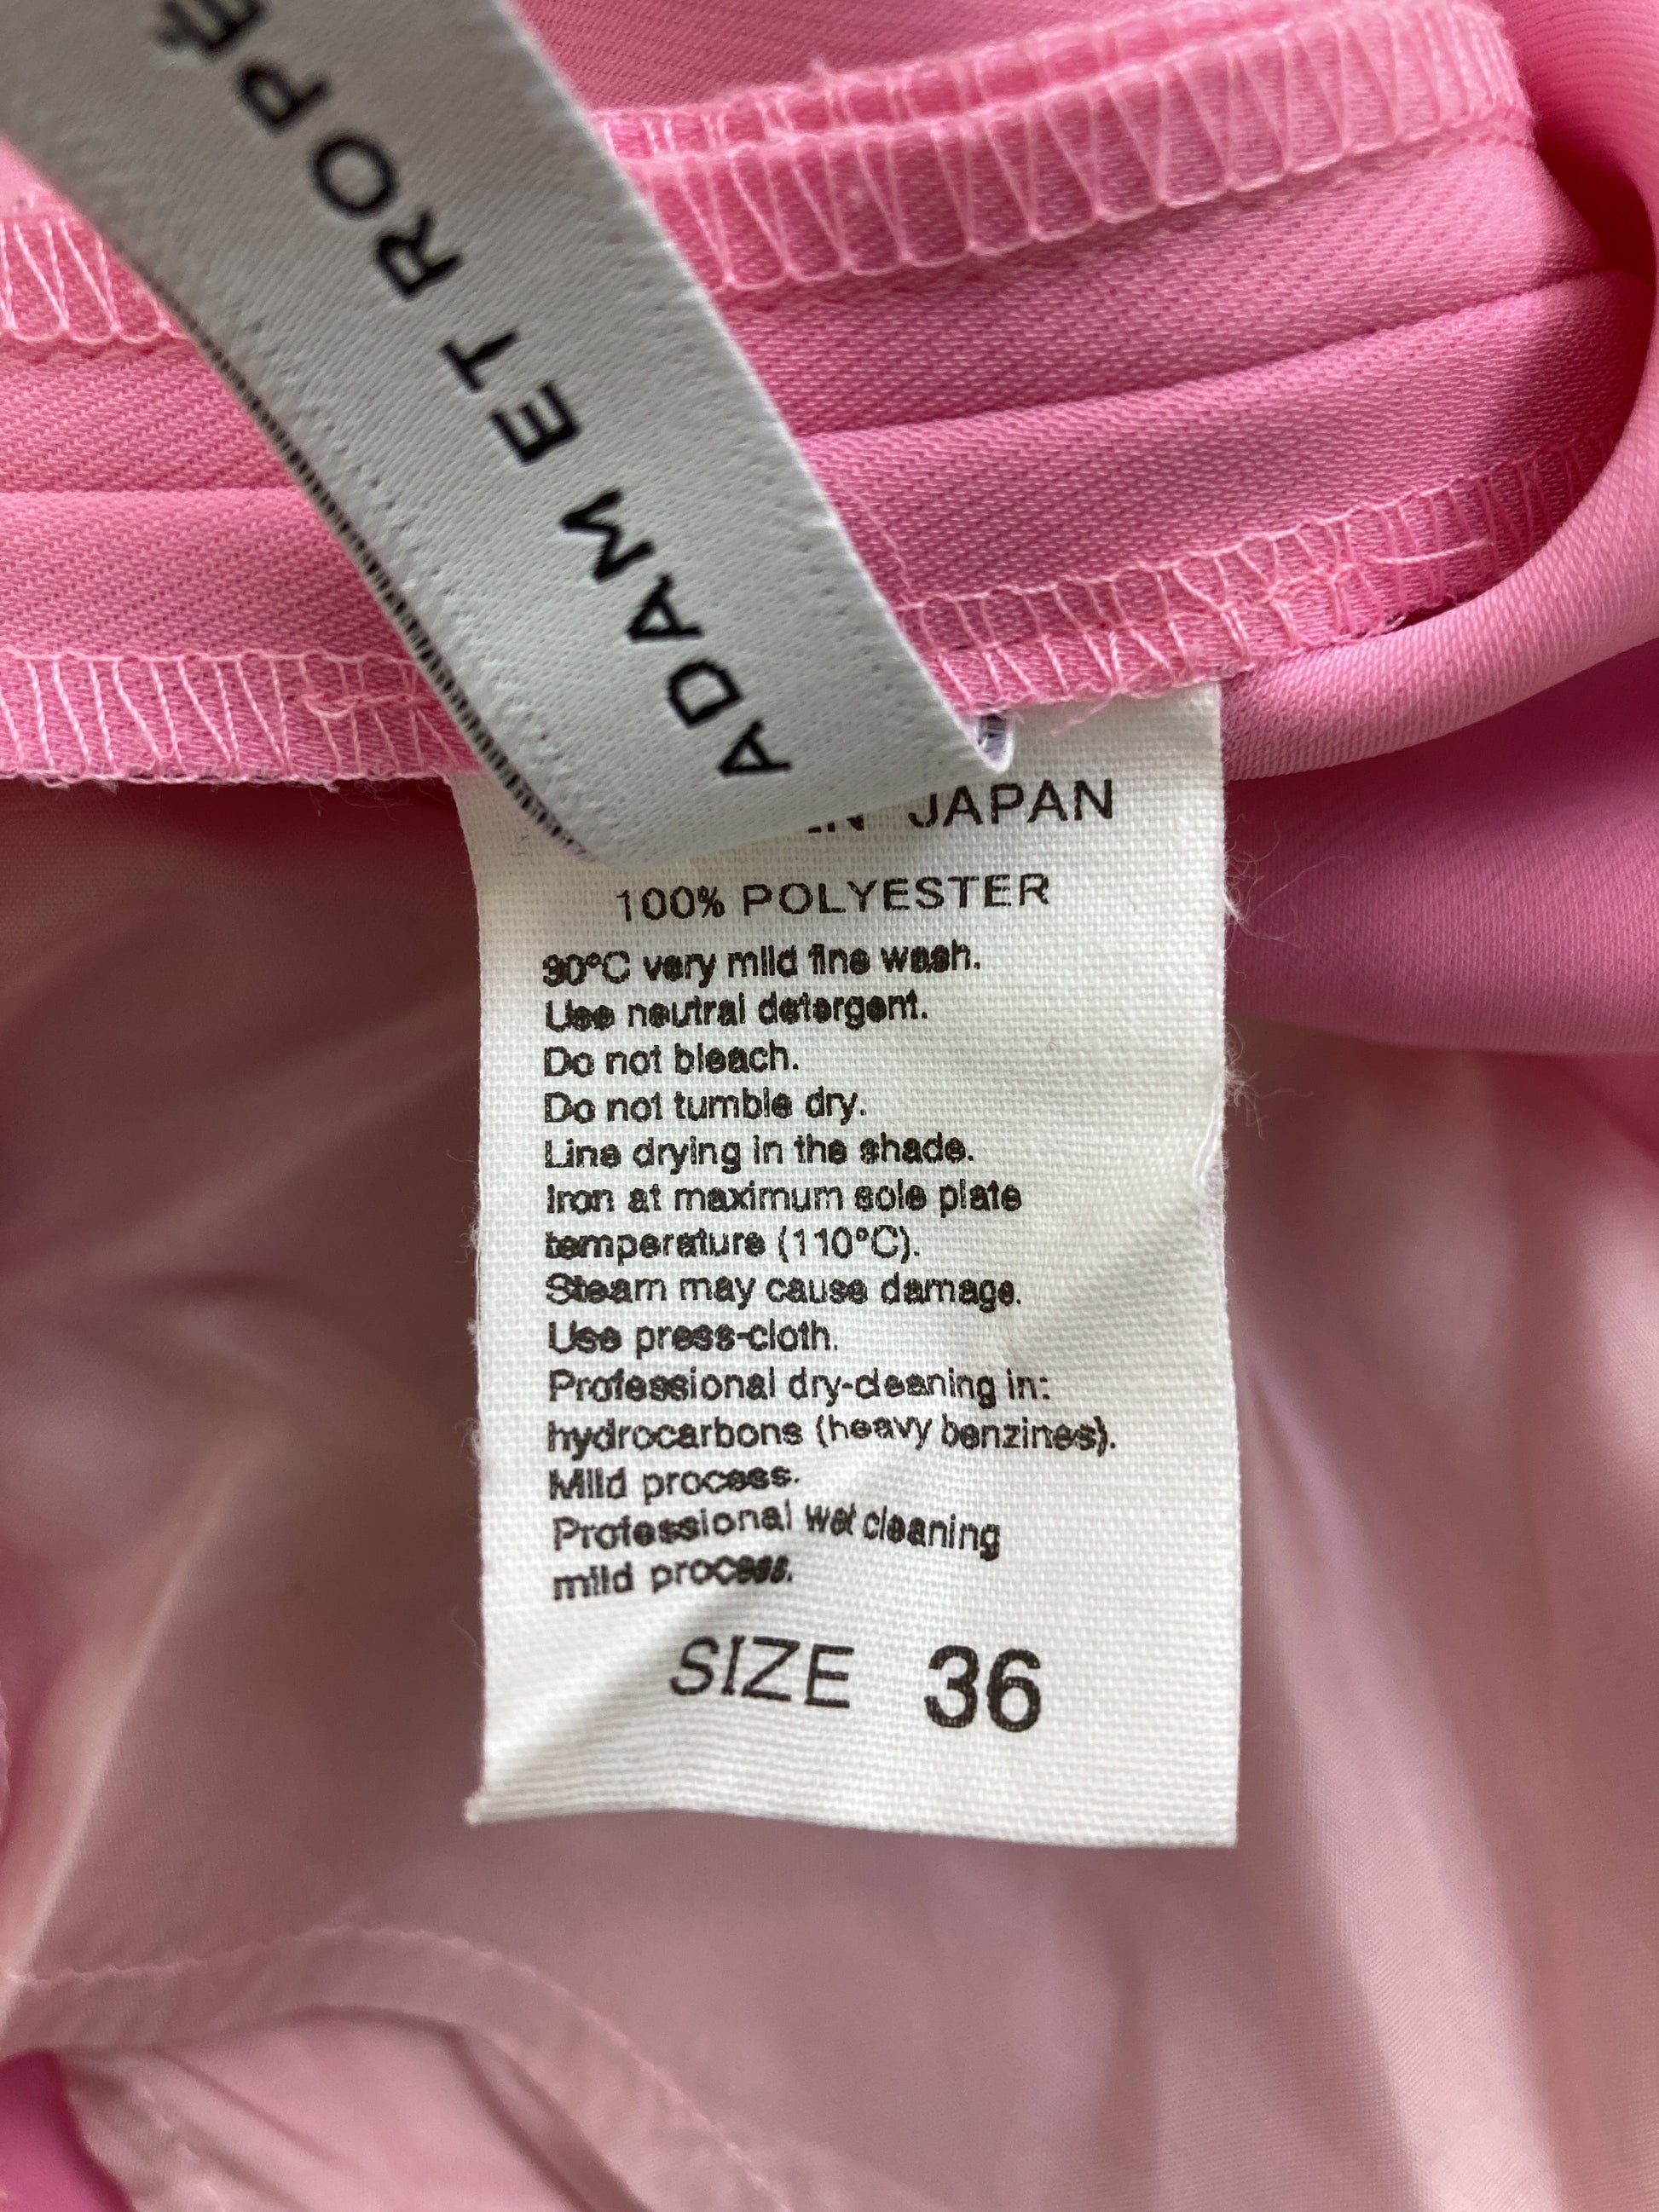 ADAM ET ROPÉ
IN JAPAN
100% POLYESTER
30°C very mild fine wash.
Use neutral detergent.
Do not bleach.
Do not tumble dry.
Line drying in the shade.
Iron at maximum sole plate
temperature (110°C).
Steam may cause damage.
Use press-cloth.
Professional dry-cleaning in:
hydrocarbons (heavy benzines).
Mild process.
Professional wet cleaning
mild process.
SIZE 36